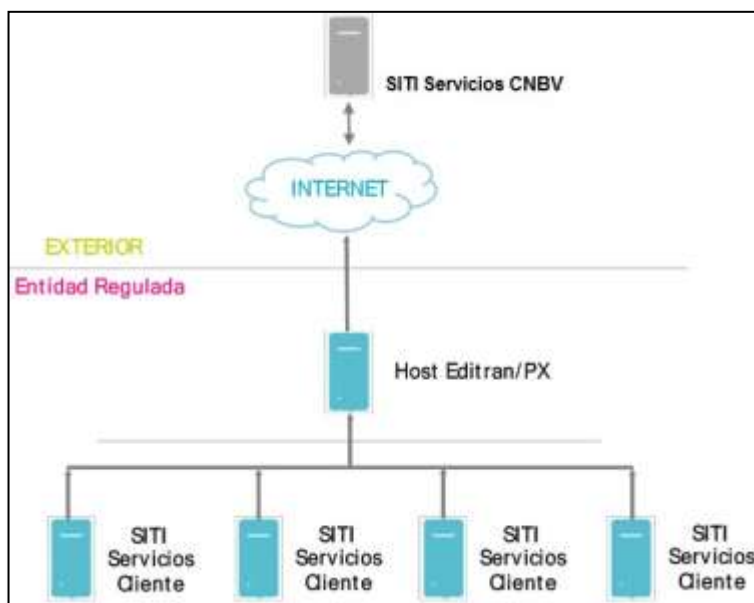 SITI Servicios CNBV
INTERNET
EXTERIOR
Entidad Regulada
Host Editran/PX
SITI
Servicios
Cliente
SITI
Servicios
Cliente
SITI
Servicios
Cliente
SITI
Servicios
Cliente